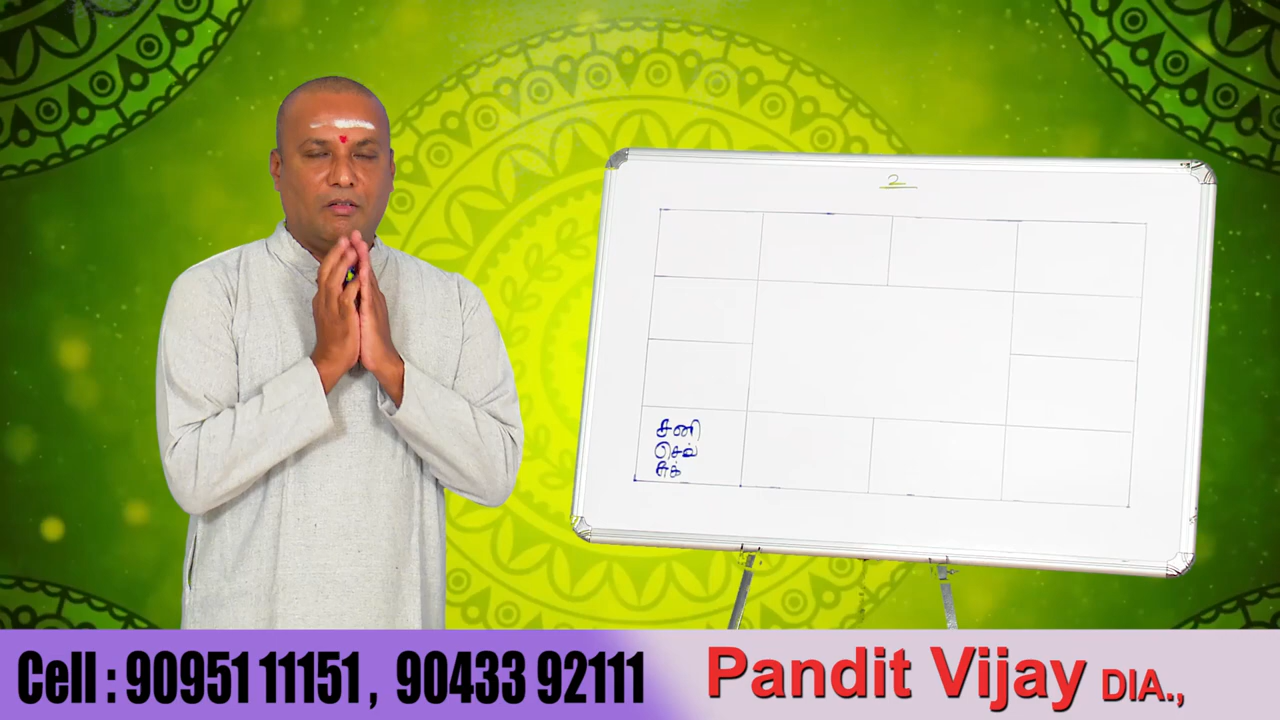 2
சனி
செவ்
சுக்
Cell : 90951 11151 , 90433 92111
Pandit Vijay DIA.,